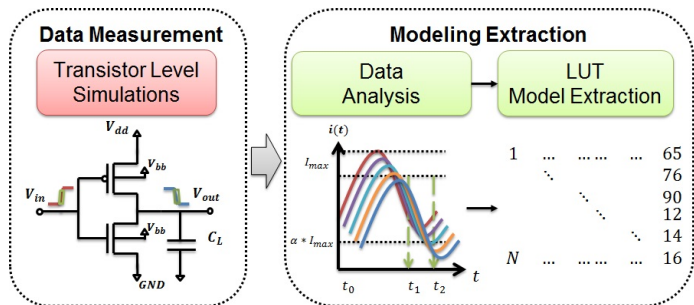 Data Measurement
Transistor Level
Simulations
V_dd
V_bb
V_in
V_out
V_bb
C_L
GND
Modeling Extraction
Data
Analysis
LUT
Model Extraction
i(t)
I_max
α * I_max
t_0 t_1 t_2 t
1 ... ... ... ... 65
76
90
12
14
N ... ... ... ... 16